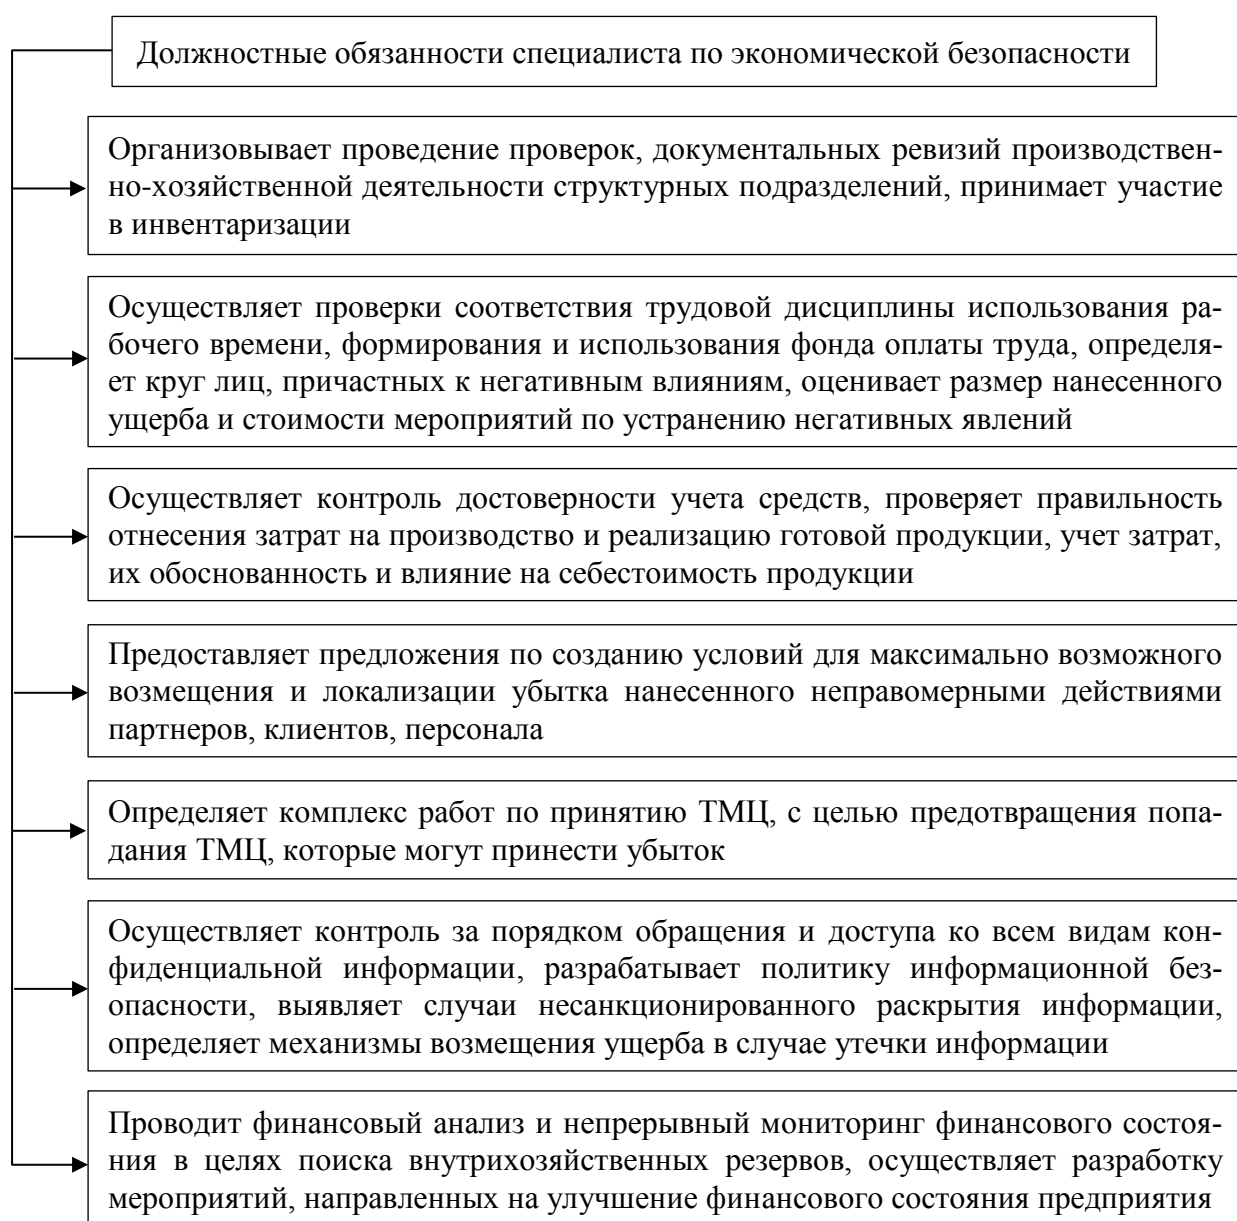 Должностные обязанности специалиста по экономической безопасности
Организовывает проведение проверок, документальных ревизий производствен-
но-хозяйственной деятельности структурных подразделений, принимает участие
в инвентаризации
Осуществляет проверки соответствия трудовой дисциплины использования ра-
бочего времени, формирования и использования фонда оплаты труда, определя-
ет круг лиц, причастных к негативным влияниям, оценивает размер нанесенного
ущерба и стоимости мероприятий по устранению негативных явлений
Осуществляет контроль достоверности учета средств, проверяет правильность
отнесения затрат на производство и реализацию готовой продукции, учет затрат,
их обоснованность и влияние на себестоимость продукции
Предоставляет предложения по созданию условий для максимально возможного
возмещения и локализации убытка нанесенного неправомерными действиями
партнеров, клиентов, персонала
Определяет комплекс работ по принятию ТМЦ, с целью предотвращения попа-
дания ТМЦ, которые могут принести убыток
Осуществляет контроль за порядком обращения и доступа ко всем видам кон-
фиденциальной информации, разрабатывает политику информационной без-
опасности, выявляет случаи несанкционированного раскрытия информации,
определяет механизмы возмещения ущерба в случае утечки информации
Проводит финансовый анализ и непрерывный мониторинг финансового состоя-
ния в целях поиска внутрихозяйственных резервов, осуществляет разработку
мероприятий, направленных на улучшение финансового состояния предприятия